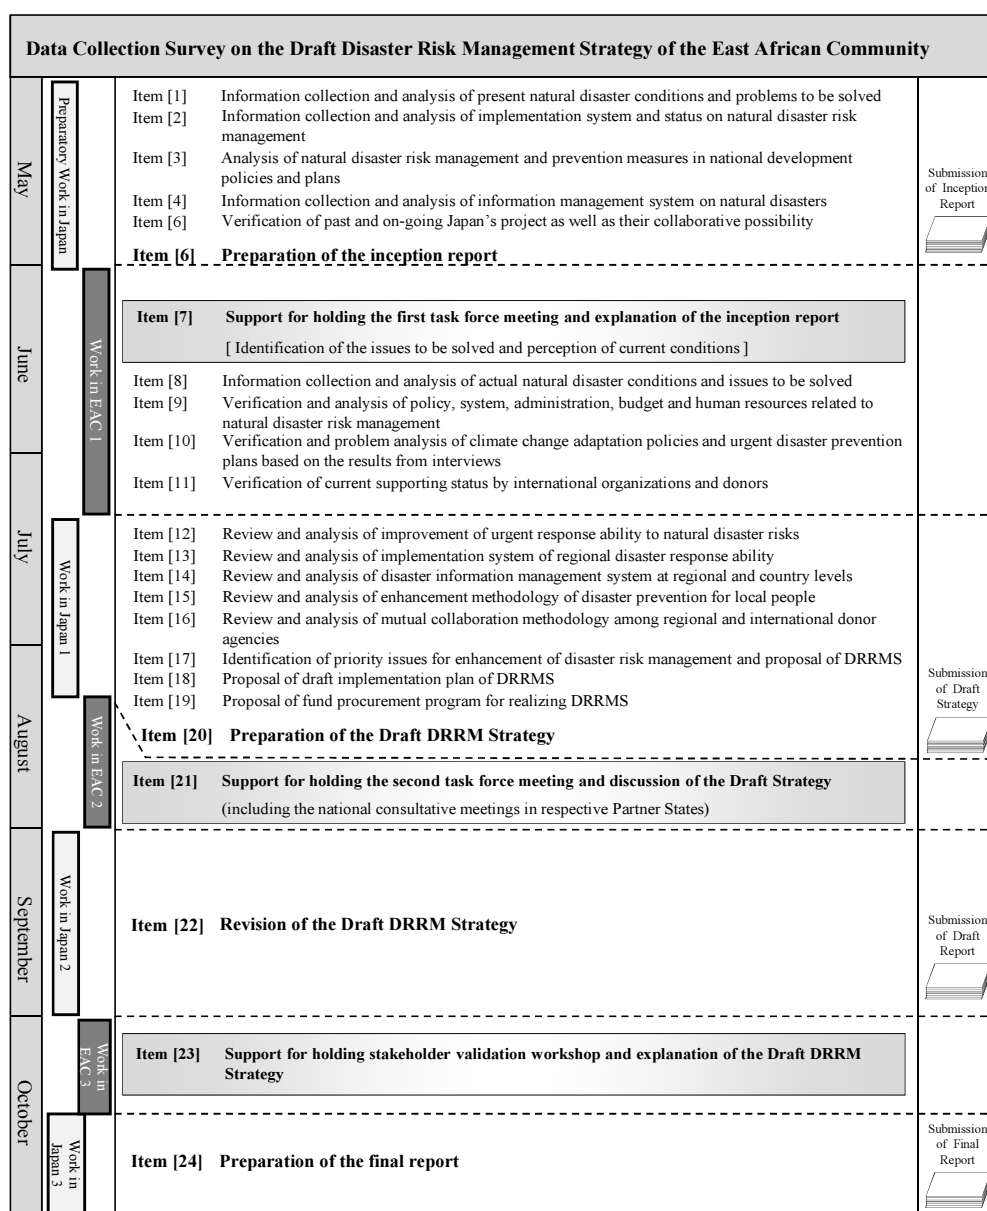 Data Collection Survey on the Draft Disaster Risk Management Strategy of the East African Community
May
Preparatory Work in Japan
Item [1] Information collection and analysis of present natural disaster conditions and problems to be solved
Item [2] Information collection and analysis of implementation system and status on natural disaster risk
management
Item [3] Analysis of natural disaster risk management and prevention measures in national development
policies and plans
Item [4] Information collection and analysis of information management system on natural disasters
Item [6] Verification of past and on-going Japan's project as well as their collaborative possibility
Item [6] Preparation of the inception report
Submission
of Inception
Report
June
Work in EAC 1
Item [7] Support for holding the first task force meeting and explanation of the inception report
[ Identification of the issues to be solved and perception of current conditions ]
Item [8] Information collection and analysis of actual natural disaster conditions and issues to be solved
Item [9] Verification and analysis of policy, system, administration, budget and human resources related to
natural disaster risk management
Item [10] Verification and problem analysis of climate change adaptation policies and urgent disaster prevention
plans based on the results from interviews
Item [11] Verification of current supporting status by international organizations and donors
July
Work in Japan 1
Item [12] Review and analysis of improvement of urgent response ability to natural disaster risks
Item [13] Review and analysis of implementation system of regional disaster response ability
Item [14] Review and analysis of disaster information management system at regional and country levels
Item [15] Review and analysis of enhancement methodology of disaster prevention for local people
Item [16] Review and analysis of mutual collaboration methodology among regional and international donor
agencies
Item [17] Identification of priority issues for enhancement of disaster risk management and proposal of DRRMS
Item [18] Proposal of draft implementation plan of DRRMS
Item [19] Proposal of fund procurement program for realizing DRRMS
Item [20] Preparation of the Draft DRRM Strategy
Submission
of Draft
Strategy
August
Work in EAC 2
Item [21] Support for holding the second task force meeting and discussion of the Draft Strategy
(including the national consultative meetings in respective Partner States)
September
Work in Japan 2
Item [22] Revision of the Draft DRRM Strategy
Submission
of Draft
Report
October
Work in
EAC 3
Item [23] Support for holding stakeholder validation workshop and explanation of the Draft DRRM
Strategy
Work in
Japan 3
Item [24] Preparation of the final report
Submission
of Final
Report